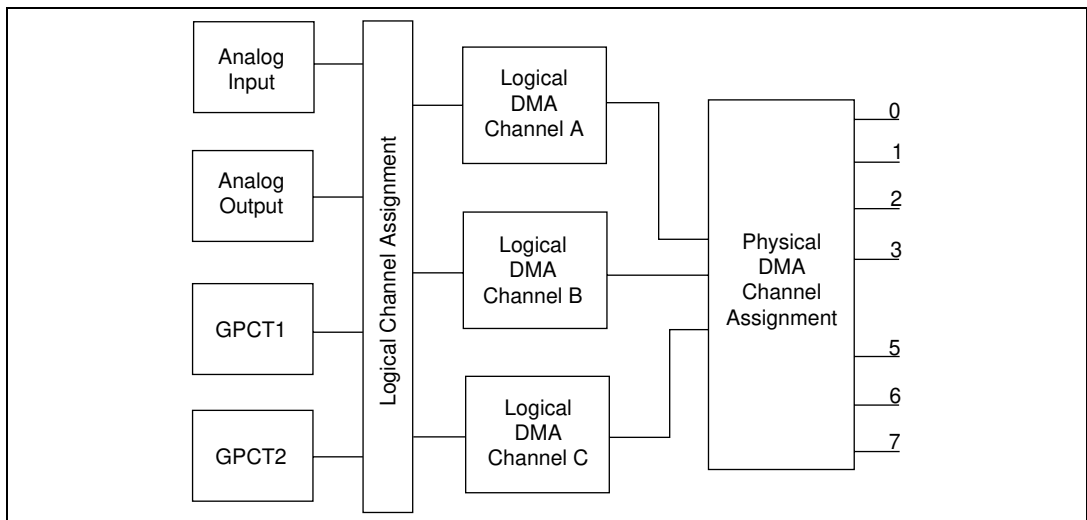 Analog
Input
Analog
Output
GPCT1
GPCT2
Logical Channel Assignment
Logical
DMA
Channel A
Logical
DMA
Channel B
Logical
DMA
Channel C
Physical
DMA
Channel
Assignment
0
1
2
3
5
6
7